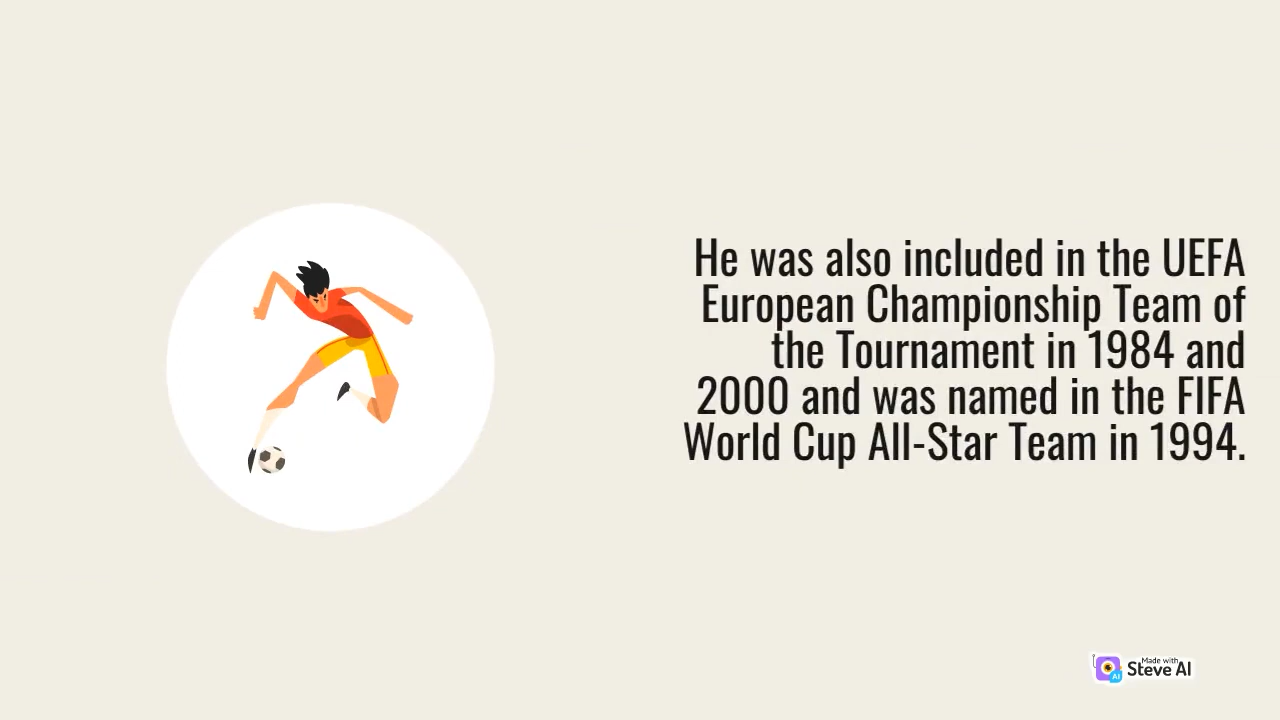 He was also included in the UEFA
European Championship Team of
the Tournament in 1984 and
2000 and was named in the FIFA
World Cup All-Star Team in 1994.
Made with
Steve AI
AI